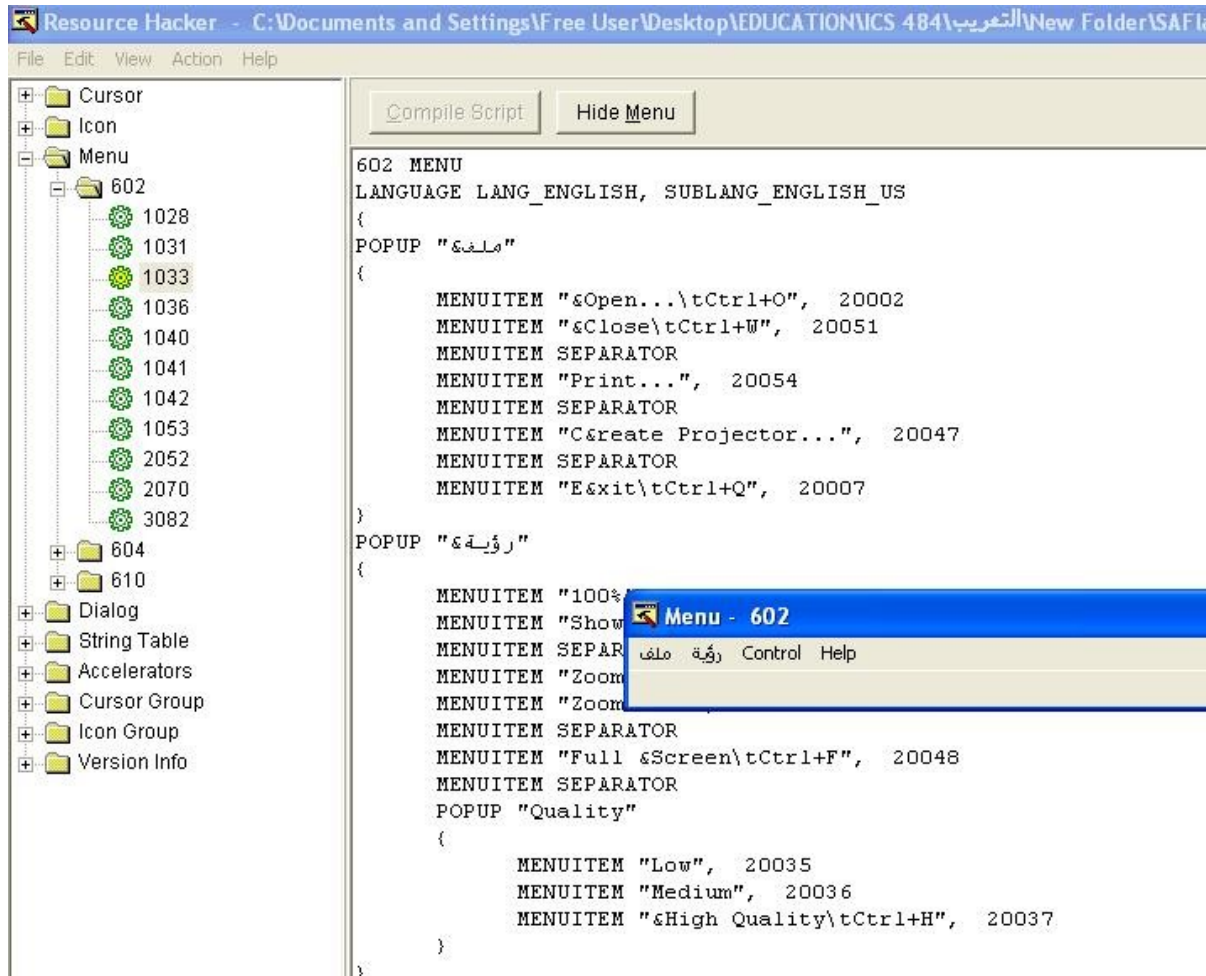 Resource Hacker - C:\Documents and Settings\Free User\Desktop\EDUCATION\ICS 484\التعريب\New Folder\SAFla
File Edit View Action Help
Cursor
Icon
Menu
602
1028
1031
1033
1036
1040
1041
1042
1053
2052
2070
3082
604
610
Dialog
String Table
Accelerators
Cursor Group
Icon Group
Version Info
Compile Script Hide Menu
602 MENU
LANGUAGE LANG_ENGLISH, SUBLANG_ENGLISH_US
{
POPUP "&ملف"
{
MENUITEM "&Open...\tCtrl+O", 20002
MENUITEM "&Close\tCtrl+W", 20051
MENUITEM SEPARATOR
MENUITEM "Print...", 20054
MENUITEM SEPARATOR
MENUITEM "C&reate Projector...", 20047
MENUITEM SEPARATOR
MENUITEM "E&xit\tCtrl+Q", 20007
}
POPUP "&رؤيـة"
{
MENUITEM "100%
MENUITEM "Show
MENUITEM SEPAR
MENUITEM "Zoom
MENUITEM "Zoom
MENUITEM SEPARATOR
MENUITEM "Full &Screen\tCtrl+F", 20048
MENUITEM SEPARATOR
POPUP "Quality"
{
MENUITEM "Low", 20035
MENUITEM "Medium", 20036
MENUITEM "&High Quality\tCtrl+H", 20037
}
}
Menu - 602
ملف رؤية Control Help